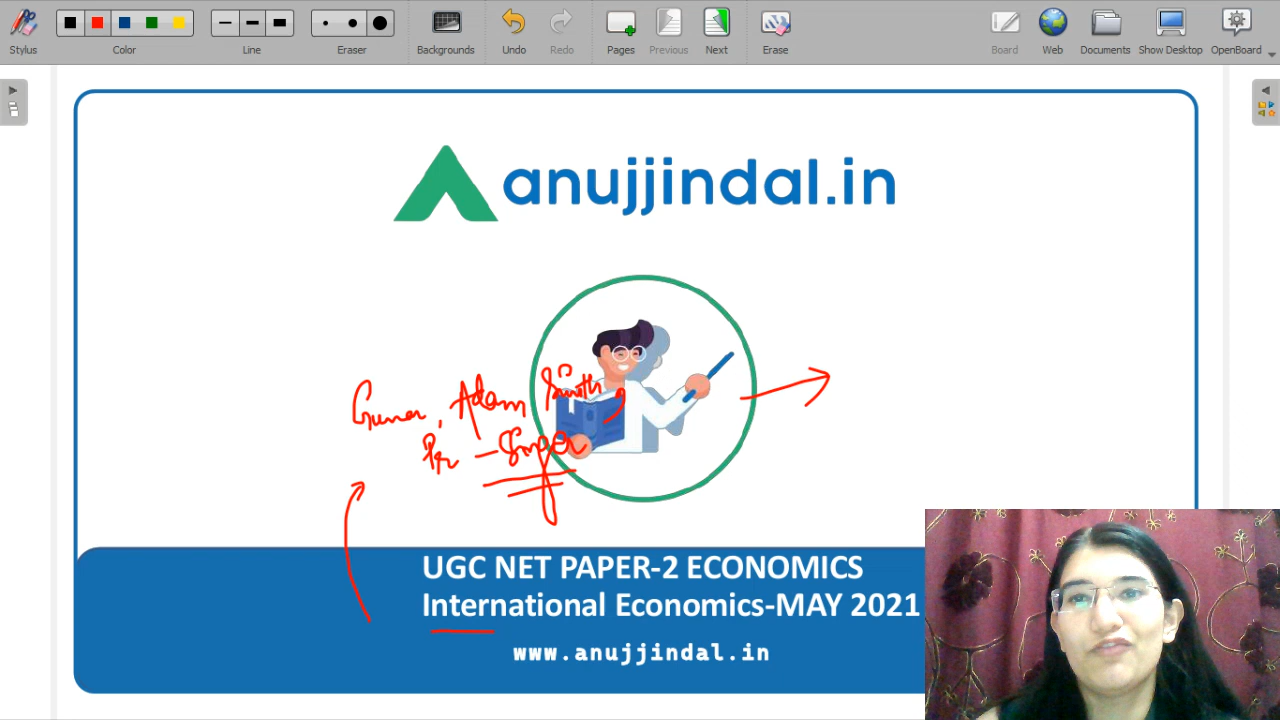 Stylus Color Line Eraser Backgrounds Undo Redo Pages Previous Next Erase Board Web Documents Show Desktop OpenBoard
anujjindal.in
Adam Smith,
UGC NET PAPER-2 ECONOMICS
International Economics-MAY 2021
www.anujjindal.in